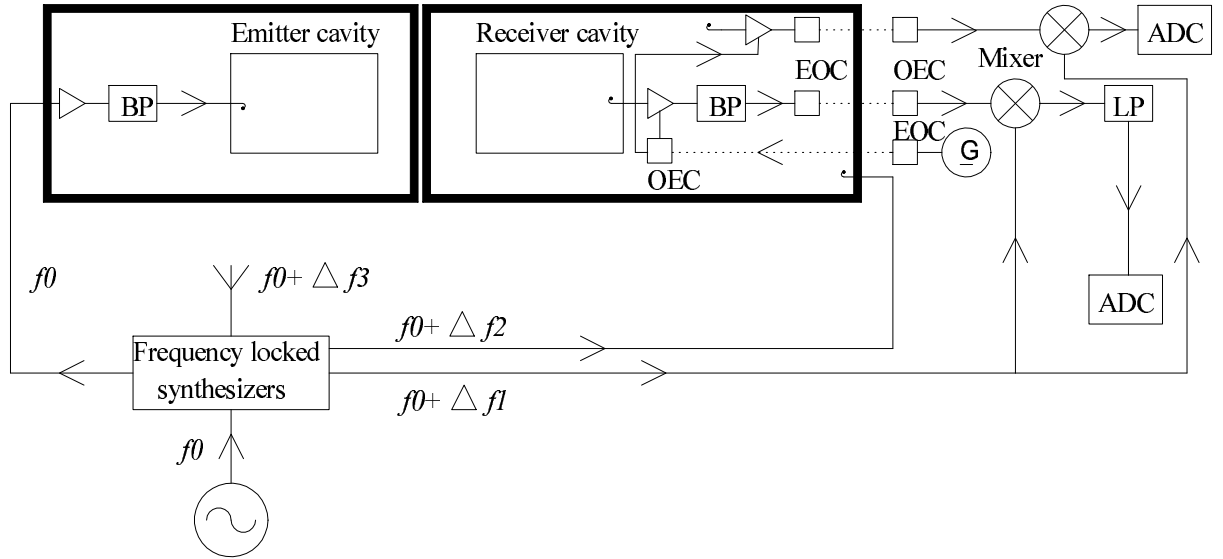 Emitter cavity
Receiver cavity
ADC
Mixer
EOC
OEC
BP
BP
LP
EOC
G
OEC
f0
f0+ △ f3
ADC
f0+ △ f2
Frequency locked
synthesizers
f0+ △ f1
f0